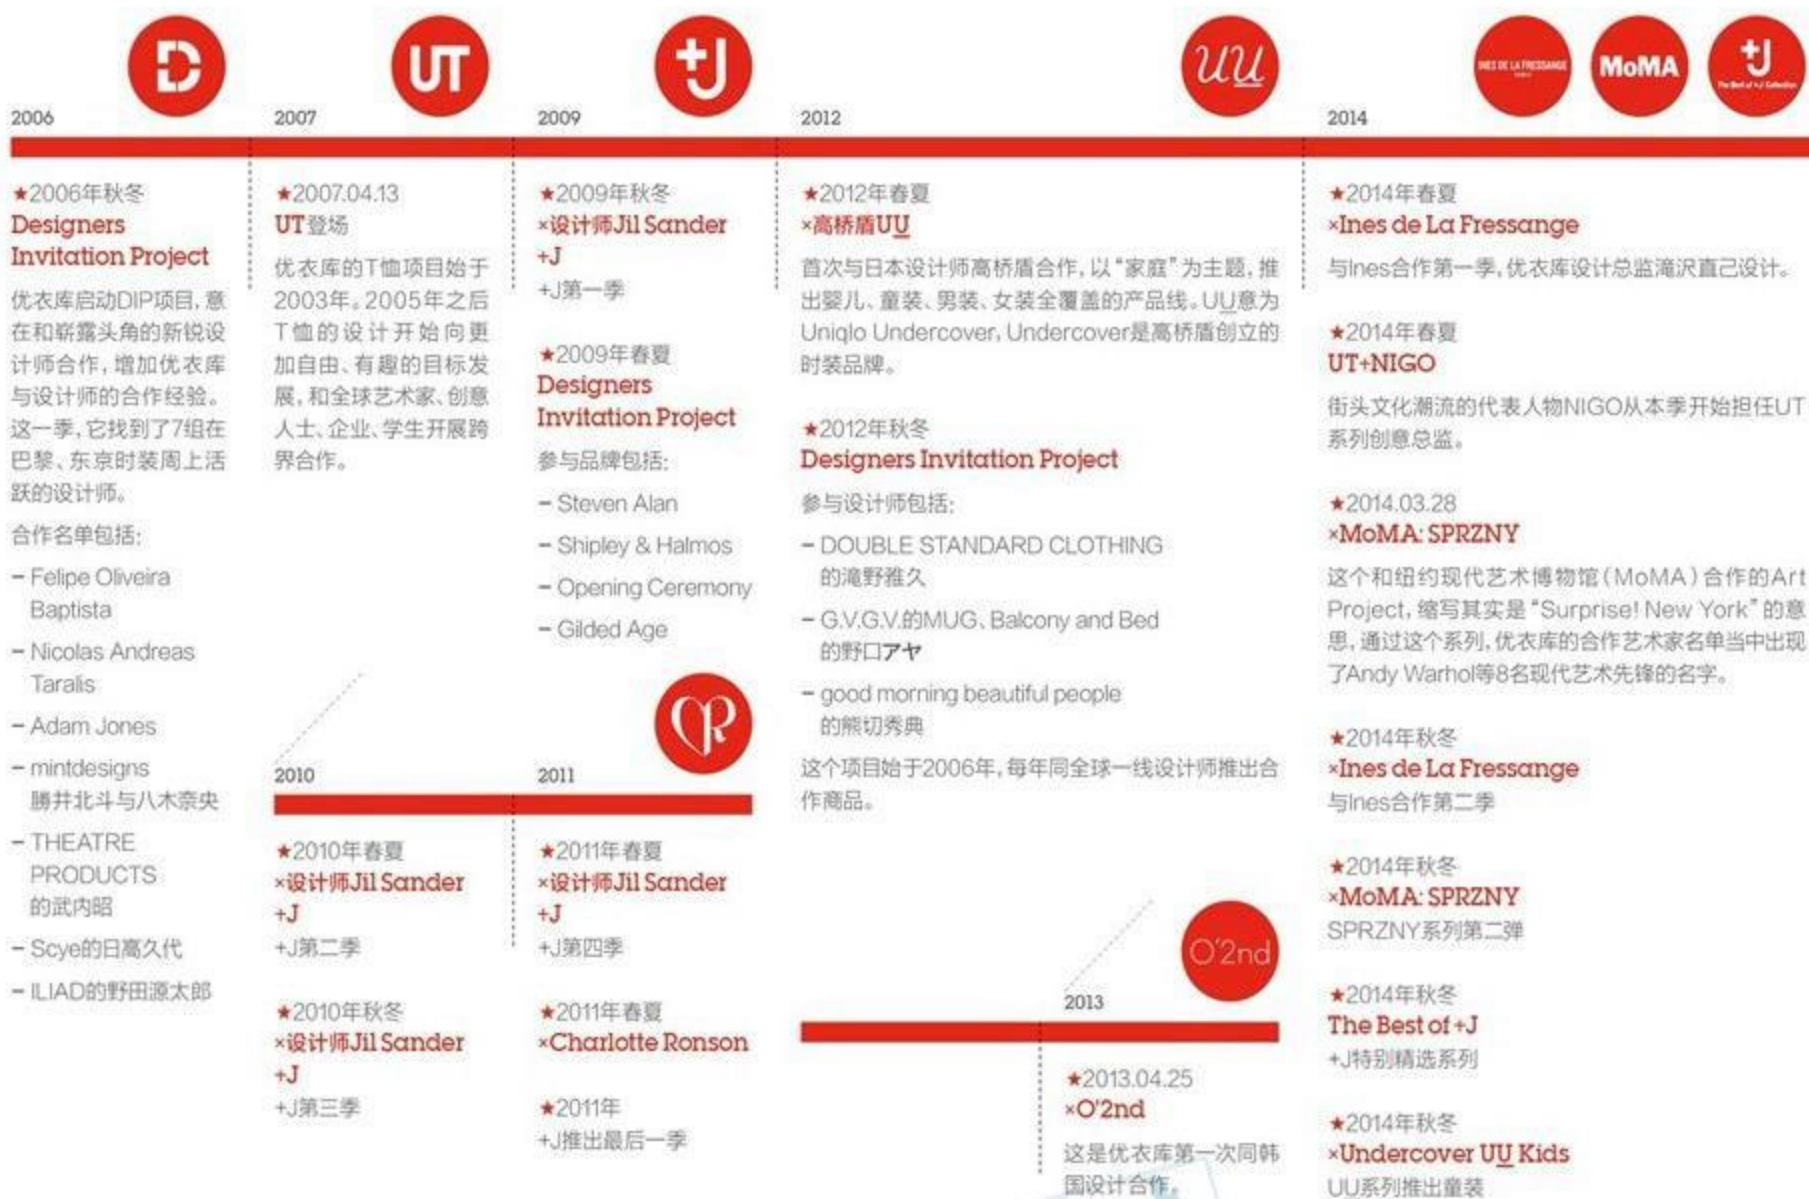 D
2006
★2006年秋冬
Designers
Invitation Project
优衣库启动DIP项目,意
在和崭露头角的新锐设
计师合作,增加优衣库
与设计师的合作经验。
这一季,它找到了7组在
巴黎、东京时装周上活
跃的设计师。
合作名单包括:
– Felipe Oliveira
Baptista
– Nicolas Andreas
Taralis
– Adam Jones
– mintdesigns
勝井北斗与八木奈央
– THEATRE
PRODUCTS
的武内昭
– Scye的日高久代
– ILIAD的野田源太郎
UT
2007
★2007.04.13
UT登场
优衣库的T恤项目始于
2003年。2005年之后
T恤的设计开始向更
加自由、有趣的目标发
展,和全球艺术家、创意
人士、企业、学生开展跨
界合作。
+J
2009
★2009年秋冬
×设计师Jil Sander
+J
+J第一季
★2009年春夏
Designers
Invitation Project
参与品牌包括:
– Steven Alan
– Shipley & Halmos
– Opening Ceremony
– Gilded Age
2010
★2010年春夏
×设计师Jil Sander
+J
+J第二季
★2010年秋冬
×设计师Jil Sander
+J
+J第三季
R
2011
★2011年春夏
×设计师Jil Sander
+J
+J第四季
★2011年春夏
×Charlotte Ronson
★2011年
+J推出最后一季
UU
2012
★2012年春夏
×高桥盾UU
首次与日本设计师高桥盾合作,以“家庭”为主题,推
出婴儿、童装、男装、女装全覆盖的产品线。UU意为
Uniqlo Undercover, Undercover是高桥盾创立的
时装品牌。
★2012年秋冬
Designers Invitation Project
参与设计师包括:
– DOUBLE STANDARD CLOTHING
的滝野雅久
– G.V.G.V.的MUG、Balcony and Bed
的野口アヤ
– good morning beautiful people
的熊切秀典
这个项目始于2006年,每年同全球一线设计师推出合
作商品。
O'2nd
2013
★2013.04.25
×O'2nd
这是优衣库第一次同韩
国设计合作。
INES DE LA FRESSANGE
MoMA
+J
The Best of +J Collection
2014
★2014年春夏
×Ines de La Fressange
与Ines合作第一季,优衣库设计总监滝沢直己设计。
★2014年春夏
UT+NIGO
街头文化潮流的代表人物NIGO从本季开始担任UT
系列创意总监。
★2014.03.28
×MoMA: SPRZNY
这个和纽约现代艺术博物馆(MoMA)合作的Art
Project, 缩写其实是“Surprise! New York”的意
思,通过这个系列,优衣库的合作艺术家名单当中出现
了Andy Warhol等8名现代艺术先锋的名字。
★2014年秋冬
×Ines de La Fressange
与Ines合作第二季
★2014年秋冬
×MoMA: SPRZNY
SPRZNY系列第二弹
★2014年秋冬
The Best of +J
+J特别精选系列
★2014年秋冬
×Undercover UU Kids
UU系列推出童装